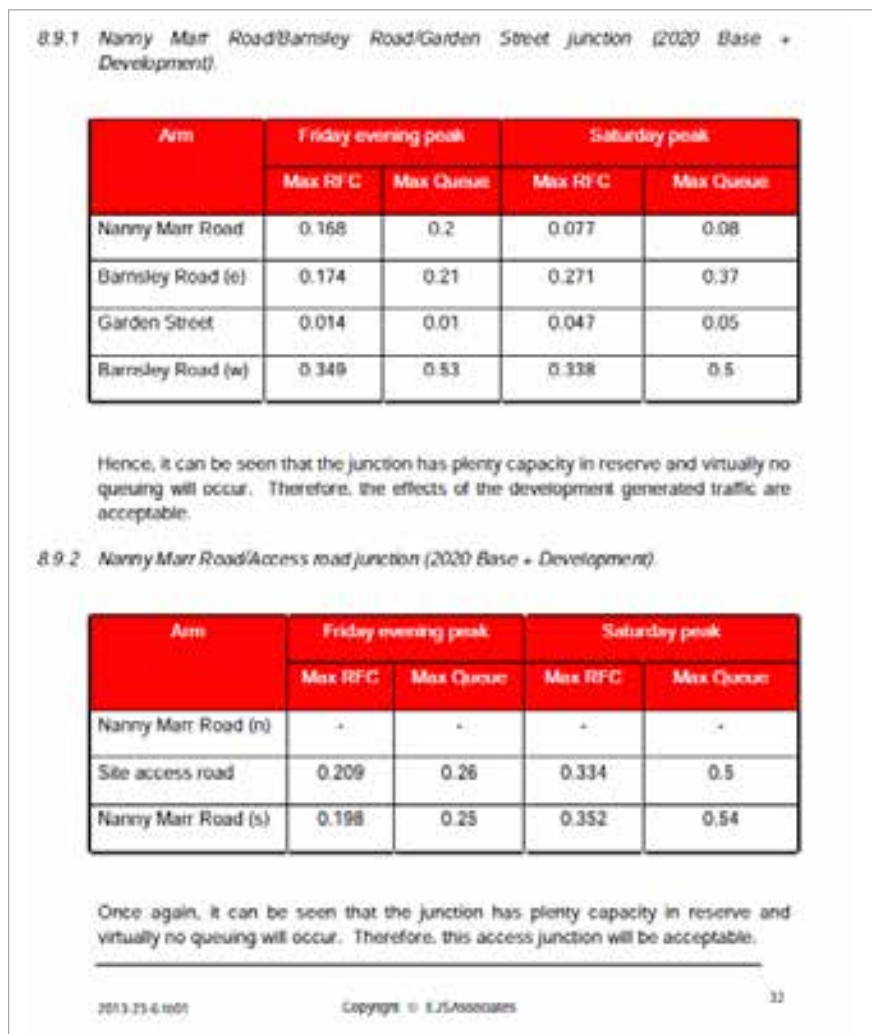 8.9.1 Nanny Marr Road/Barnsley Road/Garden Street junction (2020 Base +
Development).
Arm Friday evening peak Saturday peak
Max RFC Max Queue Max RFC Max Queue
Nanny Marr Road 0.168 0.2 0.077 0.08
Barnsley Road (e) 0.174 0.21 0.271 0.37
Garden Street 0.014 0.01 0.047 0.05
Barnsley Road (w) 0.349 0.53 0.338 0.5
Hence, it can be seen that the junction has plenty capacity in reserve and virtually no
queuing will occur. Therefore, the effects of the development generated traffic are
acceptable.
8.9.2 Nanny Marr Road/Access road junction (2020 Base + Development)
Arm Friday evening peak Saturday peak
Max RFC Max Queue Max RFC Max Queue
Nanny Marr Road (n) - - - -
Site access road 0.209 0.26 0.334 0.5
Nanny Marr Road (s) 0.198 0.25 0.352 0.54
Once again, it can be seen that the junction has plenty capacity in reserve and
virtually no queuing will occur. Therefore, this access junction will be acceptable.
32
Copyright © EJSAssociates